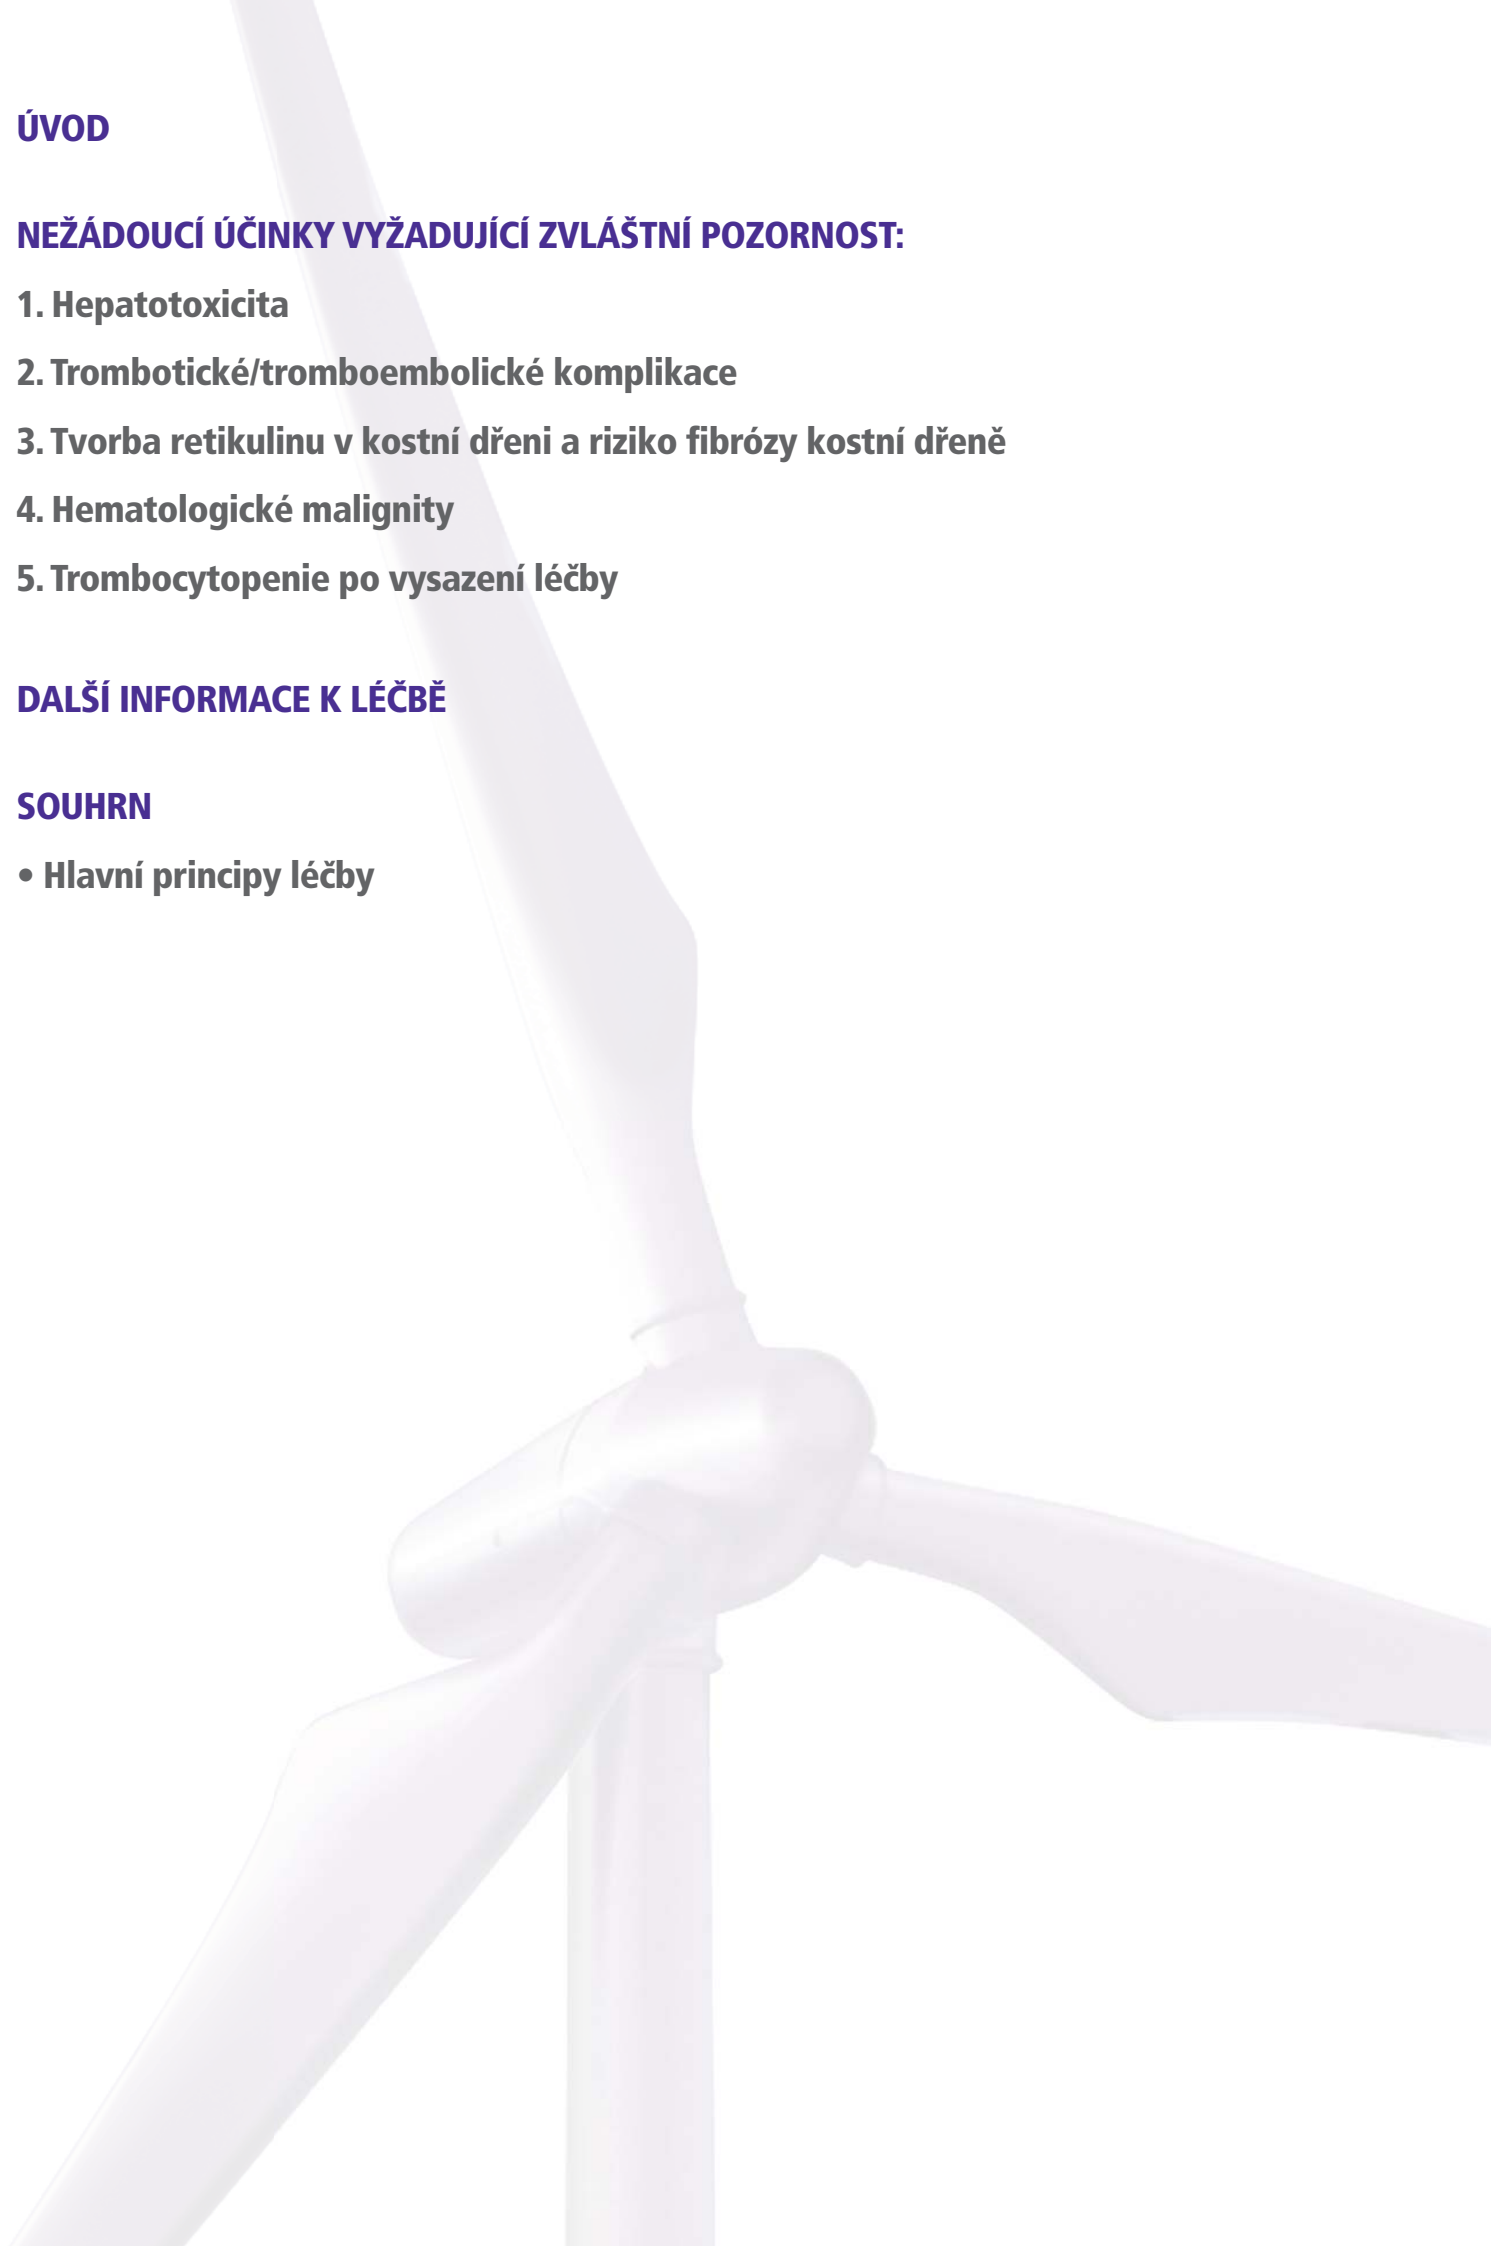 ÚVOD
NEŽÁDOUCÍ ÚČINKY VYŽADUJÍCÍ ZVLÁŠTNÍ POZORNOST:
1. Hepatotoxicita
2. Trombotické/tromboembolické komplikace
3. Tvorba retikulinu v kostní dřeni a riziko fibrózy kostní dřeně
4. Hematologické malignity
5. Trombocytopenie po vysazení léčby
DALŠÍ INFORMACE K LÉČBĚ
SOUHRN
• Hlavní principy léčby